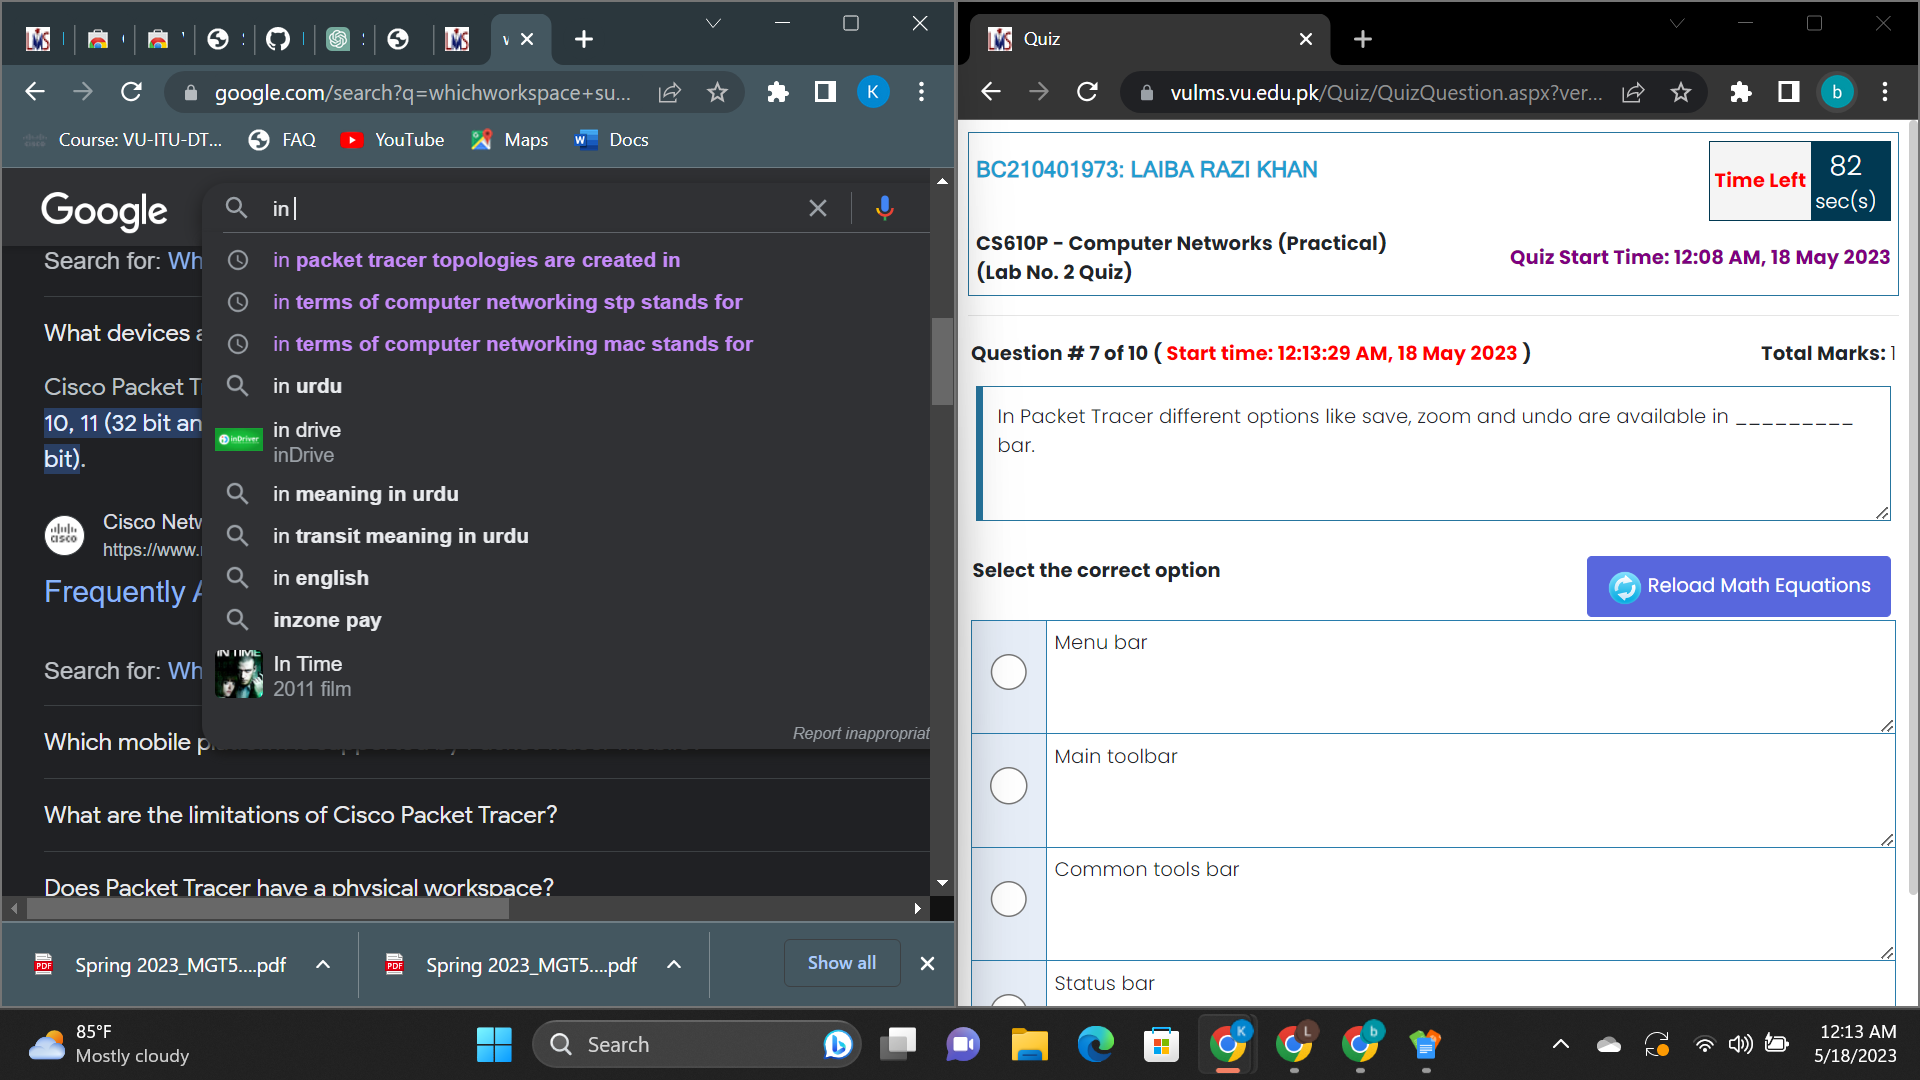 google.com/search?q=whichworkspace+su...
K
Course: VU-ITU-DT...
FAQ
YouTube
Maps
Docs
Google
in
in packet tracer topologies are created in
in terms of computer networking stp stands for
in terms of computer networking mac stands for
in urdu
in drive
inDrive
in meaning in urdu
in transit meaning in urdu
in english
inzone pay
In Time
2011 film
Report inappropriat
Search for: Wh
What devices a
Cisco Packet T
10, 11 (32 bit an
bit).
Cisco Netw
https://www.
Frequently A
Search for: Wh
Which mobile
What are the limitations of Cisco Packet Tracer?
Does Packet Tracer have a physical workspace?
Spring 2023_MGT5....pdf
Spring 2023_MGT5....pdf
Show all
Quiz
vulms.vu.edu.pk/Quiz/QuizQuestion.aspx?ver...
b
BC210401973: LAIBA RAZI KHAN
Time Left
82
sec(s)
CS610P - Computer Networks (Practical)
(Lab No. 2 Quiz)
Quiz Start Time: 12:08 AM, 18 May 2023
Question # 7 of 10 ( Start time: 12:13:29 AM, 18 May 2023 )
Total Marks: 1
In Packet Tracer different options like save, zoom and undo are available in _________
bar.
Select the correct option
Reload Math Equations
Menu bar
Main toolbar
Common tools bar
Status bar
85°F
Mostly cloudy
Search
12:13 AM
5/18/2023